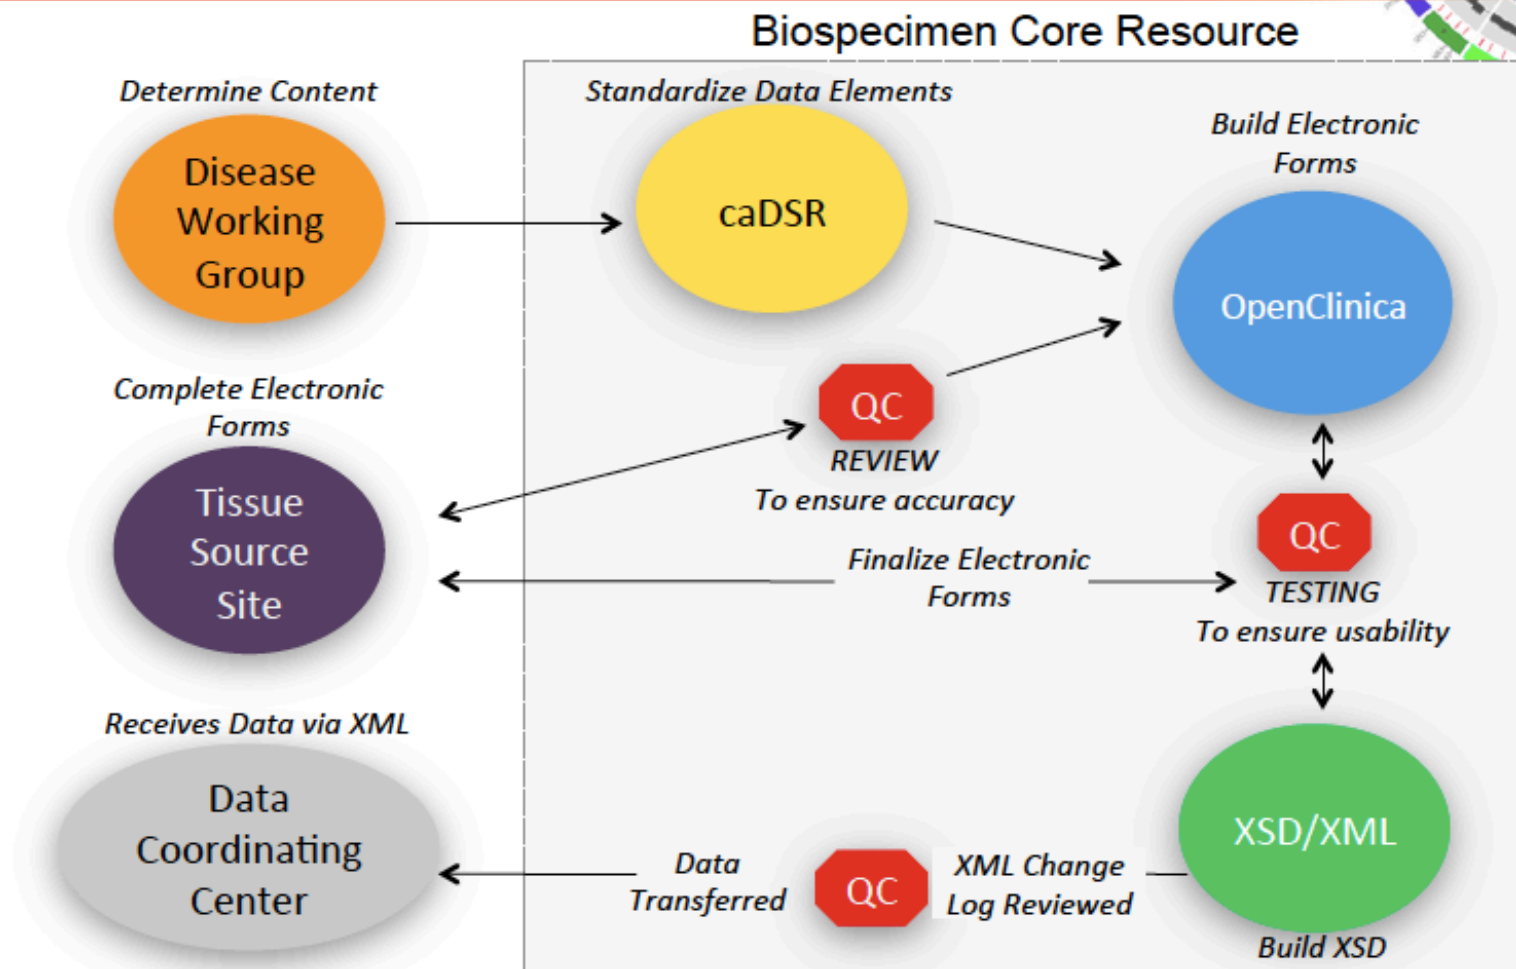 Biospecimen Core Resource
Determine Content
Disease
Working
Group
Standardize Data Elements
caDSR
Build Electronic
Forms
OpenClinica
Complete Electronic
Forms
Tissue
Source
Site
QC
REVIEW
To ensure accuracy
Finalize Electronic
Forms
QC
TESTING
To ensure usability
Receives Data via XML
Data
Coordinating
Center
Data
Transferred
QC
XML Change
Log Reviewed
XSD/XML
Build XSD